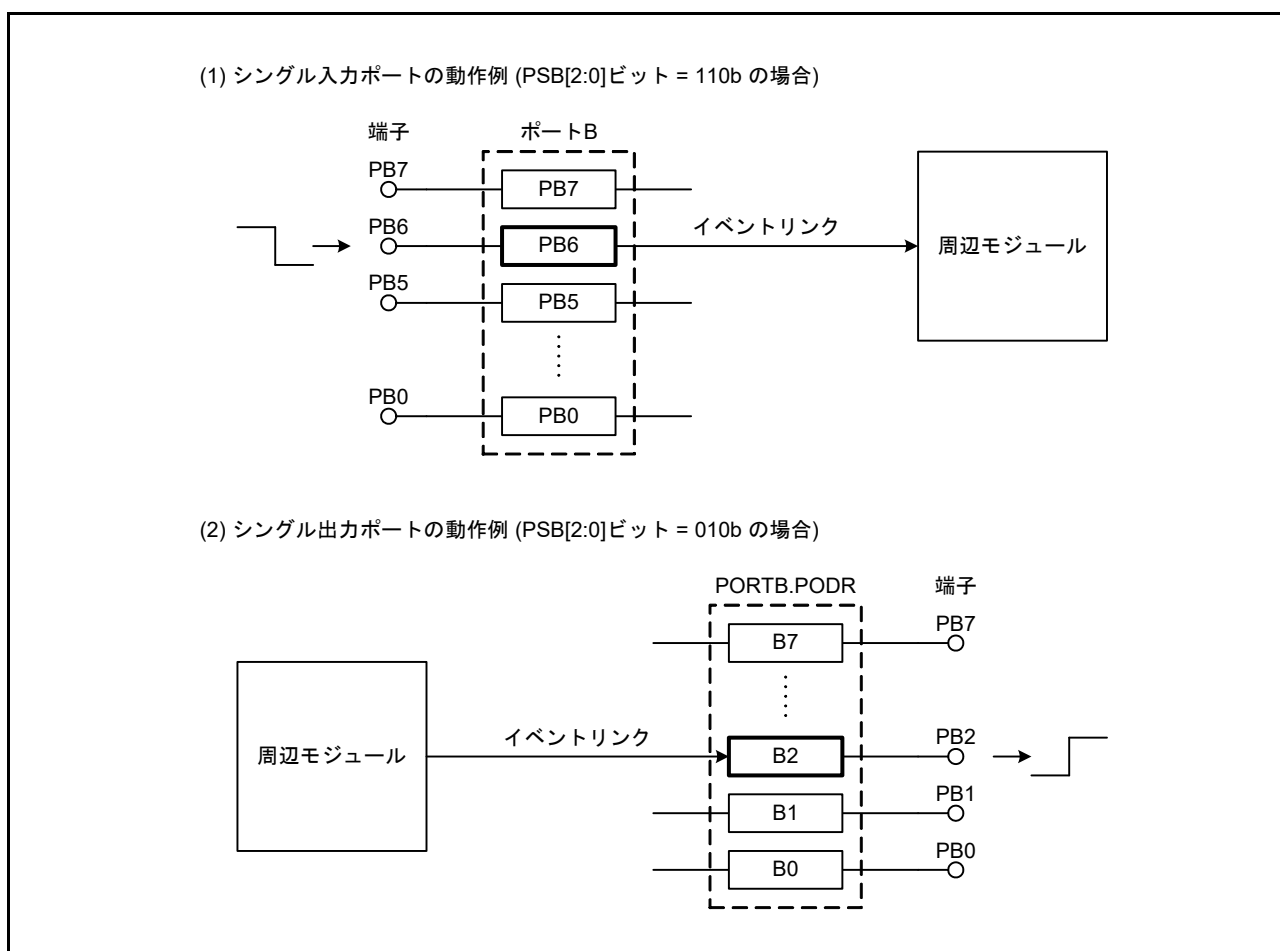 (1) シングル入力ポートの動作例 (PSB[2:0]ビット = 110b の場合)
端子
ポートB
PB7
PB7
PB6
PB6
イベントリンク
周辺モジュール
PB5
PB5
PB0
PB0
(2) シングル出力ポートの動作例 (PSB[2:0]ビット = 010b の場合)
PORTB.PODR
端子
B7
PB7
周辺モジュール
イベントリンク
B2
PB2
B1
PB1
B0
PB0